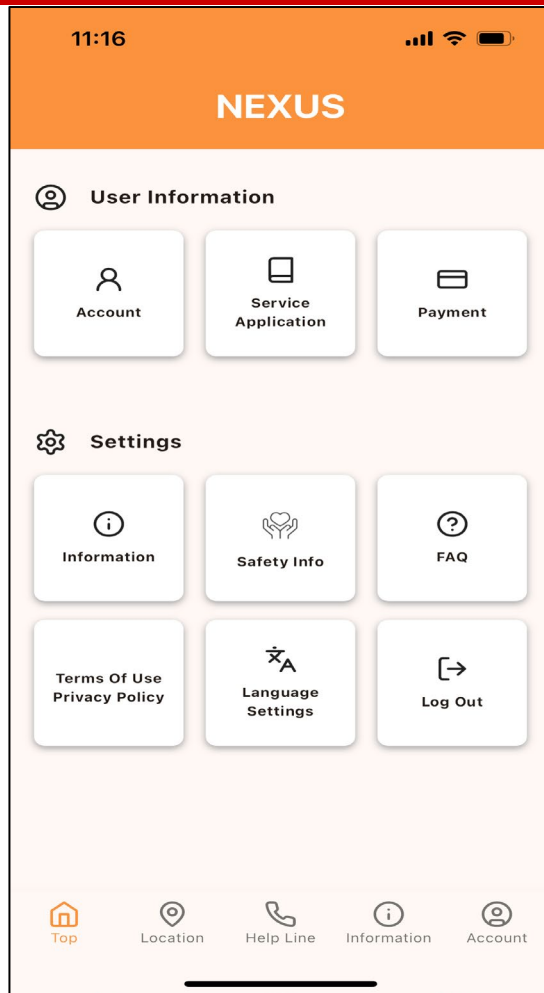 11:16
NEXUS
User Information
Account
Service
Application
Payment
Settings
Information
Safety Info
FAQ
Terms Of Use
Privacy Policy
Language
Settings
Log Out
Top
Location
Help Line
Information
Account